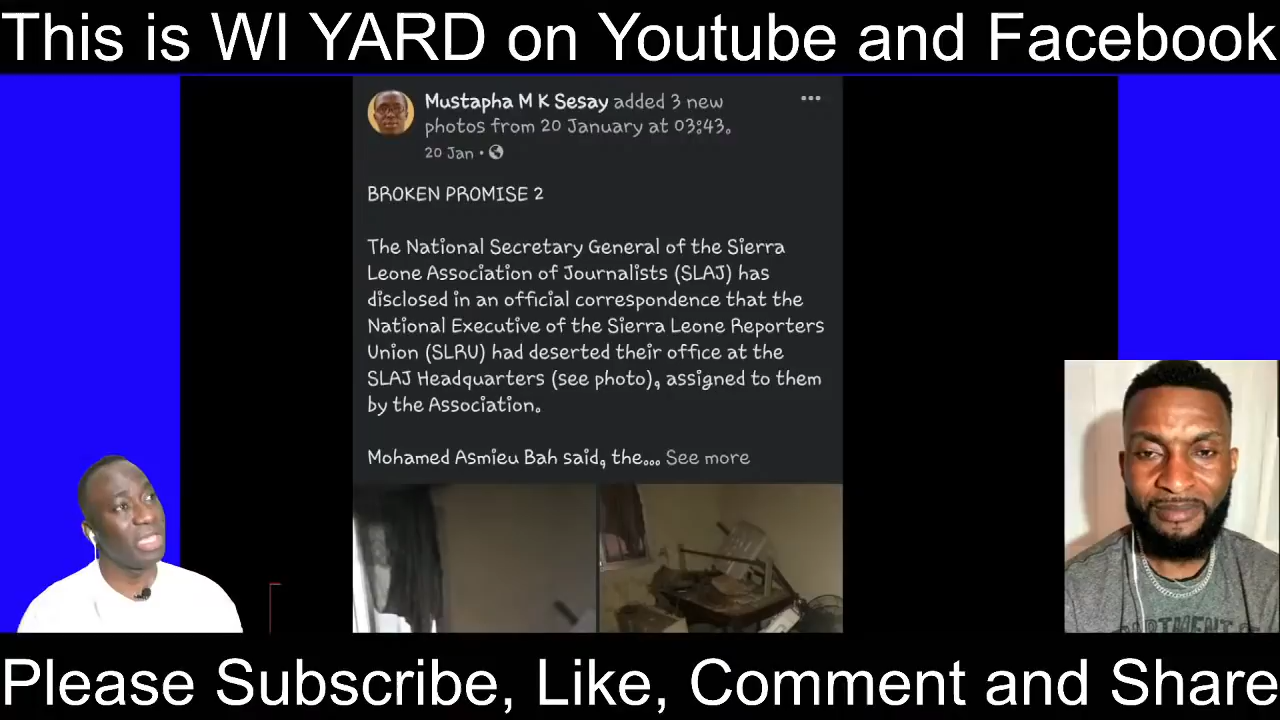 This is WI YARD on Youtube and Facebook
Mustapha M K Sesay added 3 new
photos from 20 January at 03:43.
20 Jan •
BROKEN PROMISE 2
The National Secretary General of the Sierra
Leone Association of Journalists (SLAJ) has
disclosed in an official correspondence that the
National Executive of the Sierra Leone Reporters
Union (SLRU) had deserted their office at the
SLAJ Headquarters (see photo), assigned to them
by the Association.
Mohamed Asmieu Bah said, the... See more
Please Subscribe, Like, Comment and Share